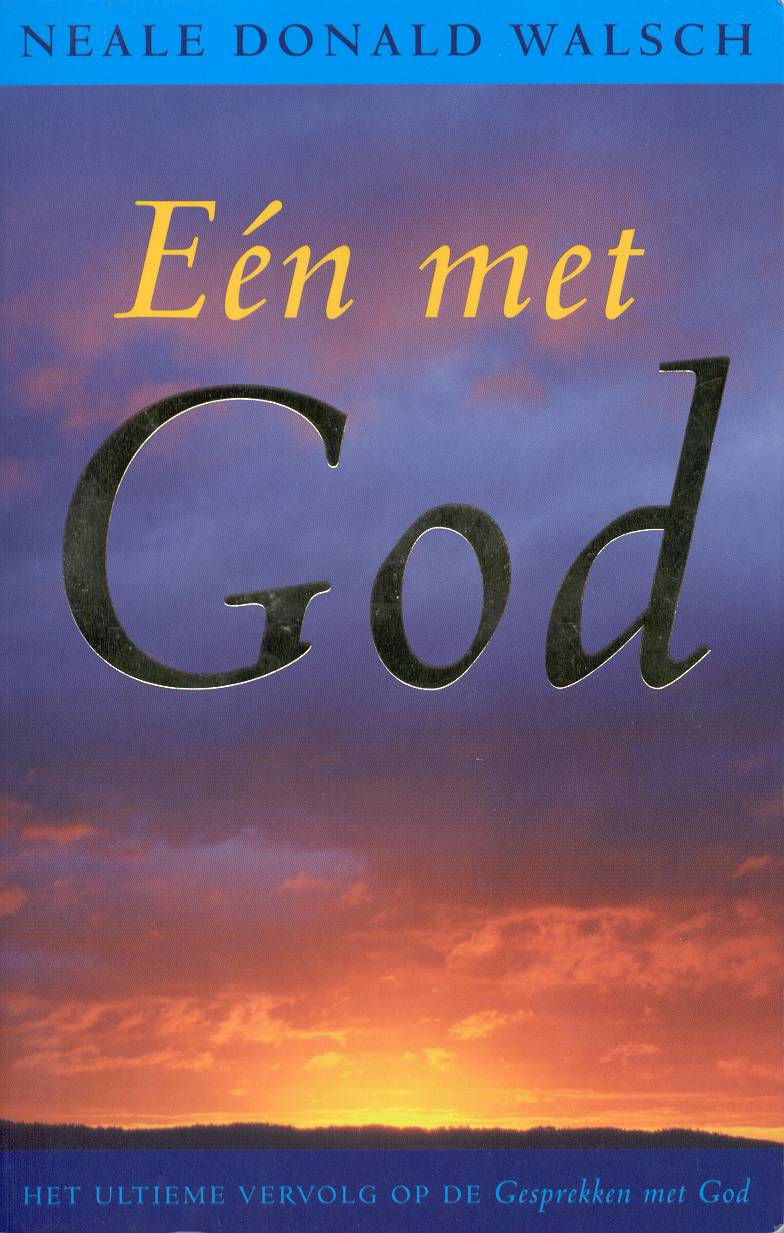 NEALE DONALD WALSCH
Eén met
God
HET ULTIEME VERVOLG OP DE Gesprekken met God